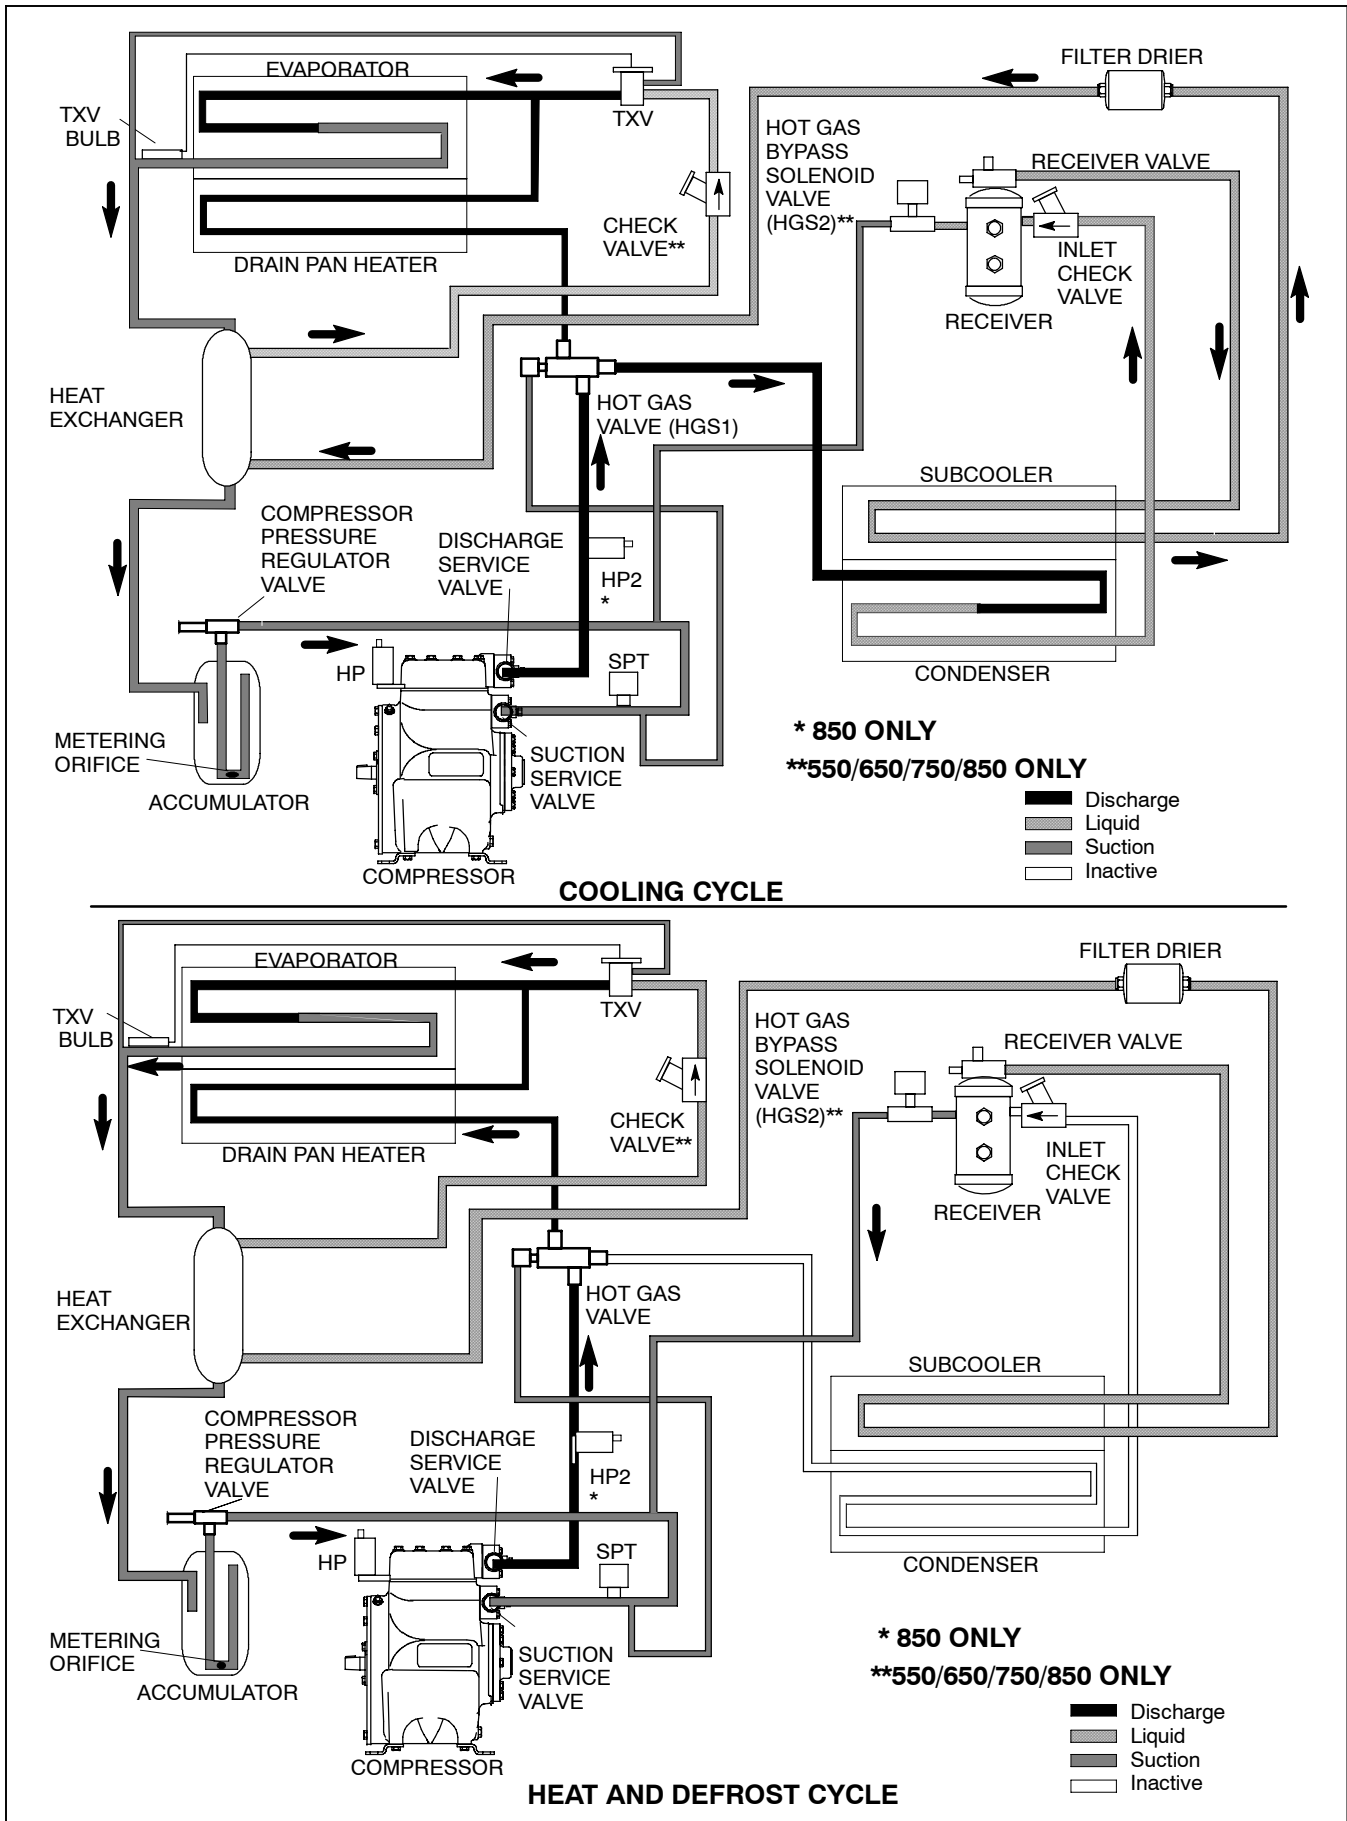 EVAPORATOR
TXV
BULB
TXV
DRAIN PAN HEATER
CHECK
VALVE**
FILTER DRIER
HOT GAS
BYPASS
SOLENOID
VALVE
(HGS2)**
RECEIVER VALVE
INLET
CHECK
VALVE
RECEIVER
HEAT
EXCHANGER
HOT GAS
VALVE (HGS1)
SUBCOOLER
CONDENSER
COMPRESSOR
PRESSURE
REGULATOR
VALVE
DISCHARGE
SERVICE
VALVE
HP2
*
HP
SPT
METERING
ORIFICE
ACCUMULATOR
SUCTION
SERVICE
VALVE
COMPRESSOR
* 850 ONLY
**550/650/750/850 ONLY
Discharge
Liquid
Suction
Inactive
COOLING CYCLE
EVAPORATOR
TXV
BULB
TXV
DRAIN PAN HEATER
CHECK
VALVE**
FILTER DRIER
HOT GAS
BYPASS
SOLENOID
VALVE
(HGS2)**
RECEIVER VALVE
INLET
CHECK
VALVE
RECEIVER
HEAT
EXCHANGER
HOT GAS
VALVE
SUBCOOLER
CONDENSER
COMPRESSOR
PRESSURE
REGULATOR
VALVE
DISCHARGE
SERVICE
VALVE
HP2
*
HP
SPT
METERING
ORIFICE
ACCUMULATOR
SUCTION
SERVICE
VALVE
COMPRESSOR
* 850 ONLY
**550/650/750/850 ONLY
Discharge
Liquid
Suction
Inactive
HEAT AND DEFROST CYCLE